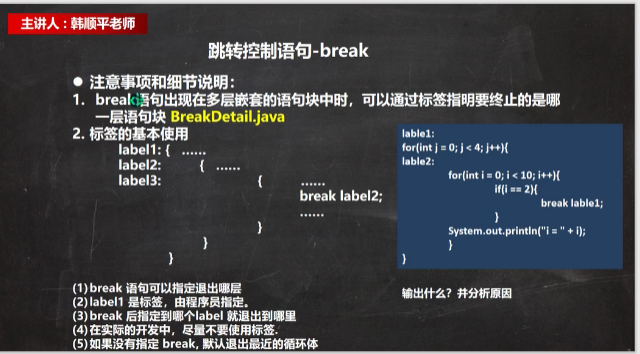 主讲人：韩顺平老师
跳转控制语句-break
● 注意事项和细节说明：
1. break语句出现在多层嵌套的语句块中时，可以通过标签指明要终止的是哪
一层语句块 BreakDetail.java
2. 标签的基本使用
label1: { ......
label2: { ......
label3: { ......
break label2;
......
}
}
}
(1)break 语句可以指定退出哪层
(2)label1 是标签，由程序员指定。
(3)break 后指定到哪个label 就退出到哪里
(4)在实际的开发中，尽量不要使用标签.
(5)如果没有指定 break, 默认退出最近的循环体
lable1:
for(int j = 0; j < 4; j++){
lable2:
for(int i = 0; i < 10; i++){
if(i == 2){
break lable1;
}
System.out.println("i = " + i);
}
}
输出什么？并分析原因